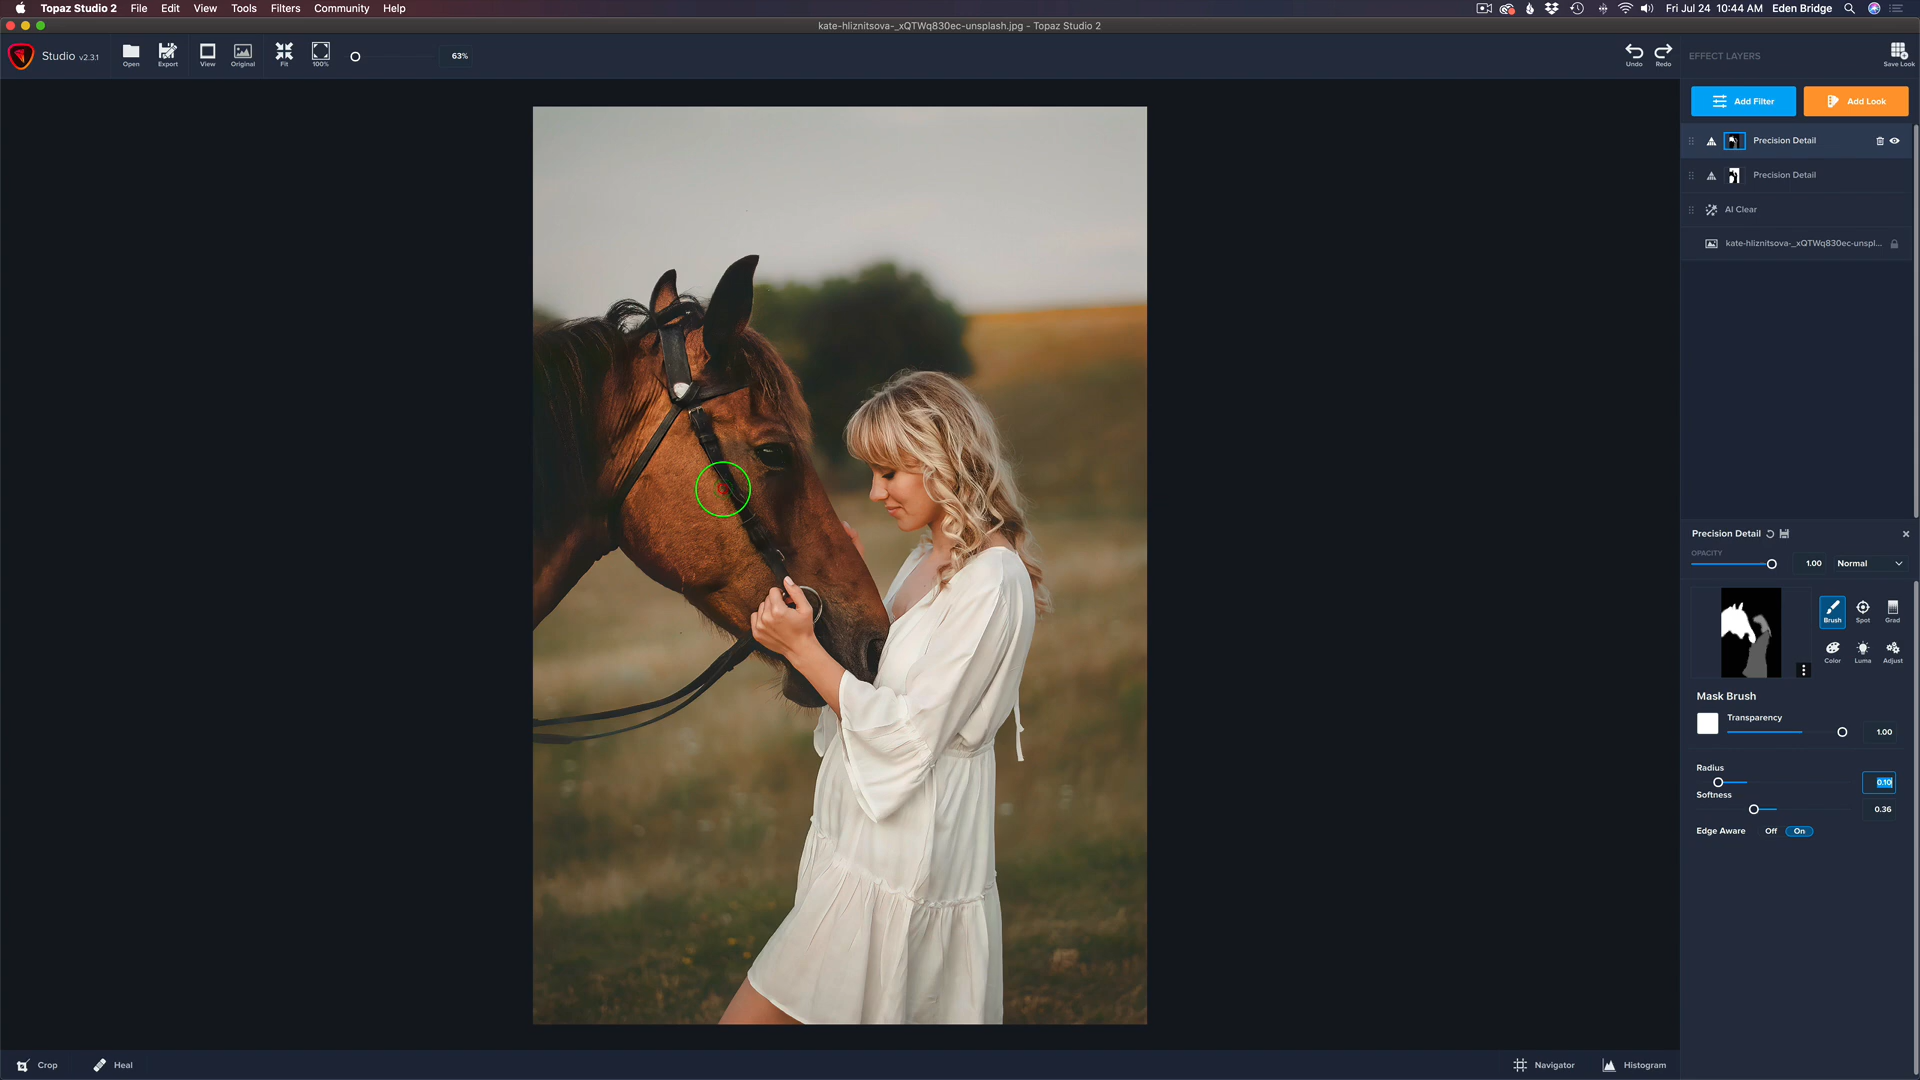 Topaz Studio 2 File Edit View Tools Filters Community Help
Fri Jul 24 10:44 AM Eden Bridge
kate-hliznitsova-_xQTWq830ec-unsplash.jpg - Topaz Studio 2
Studio v2.3.1
Open
Export
View
Original
Fit
100%
63%
Undo
Redo
EFFECT LAYERS
Save Look
Add Filter
Add Look
Precision Detail
Precision Detail
AI Clear
kate-hliznitsova-_xQTWq830ec-unspl...
Precision Detail
OPACITY
1.00
Normal
Brush
Spot
Grad
Color
Luma
Adjust
Mask Brush
Transparency
1.00
Radius
0.10
Softness
0.36
Edge Aware Off On
Crop
Heal
Navigator
Histogram